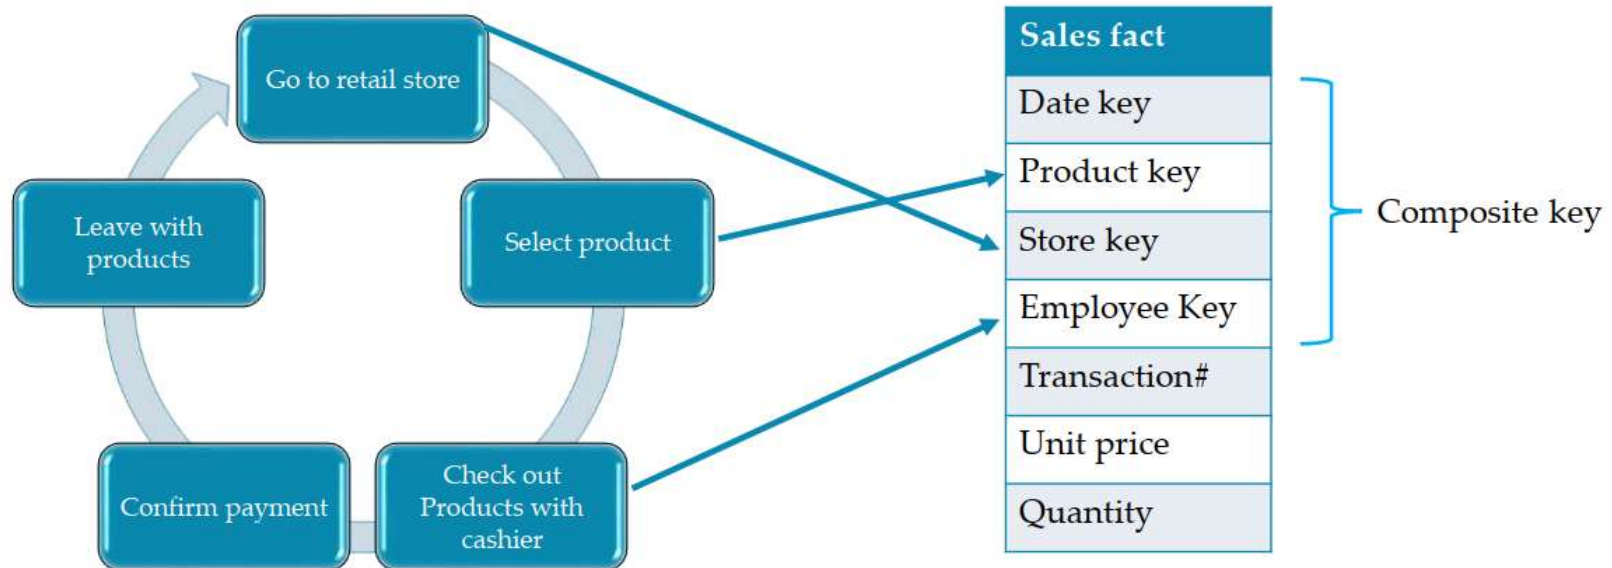 Go to retail store
Select product
Check out
Products with
cashier
Confirm payment
Leave with
products
Sales fact
Date key
Product key
Store key
Employee Key
Transaction#
Unit price
Quantity
Composite key